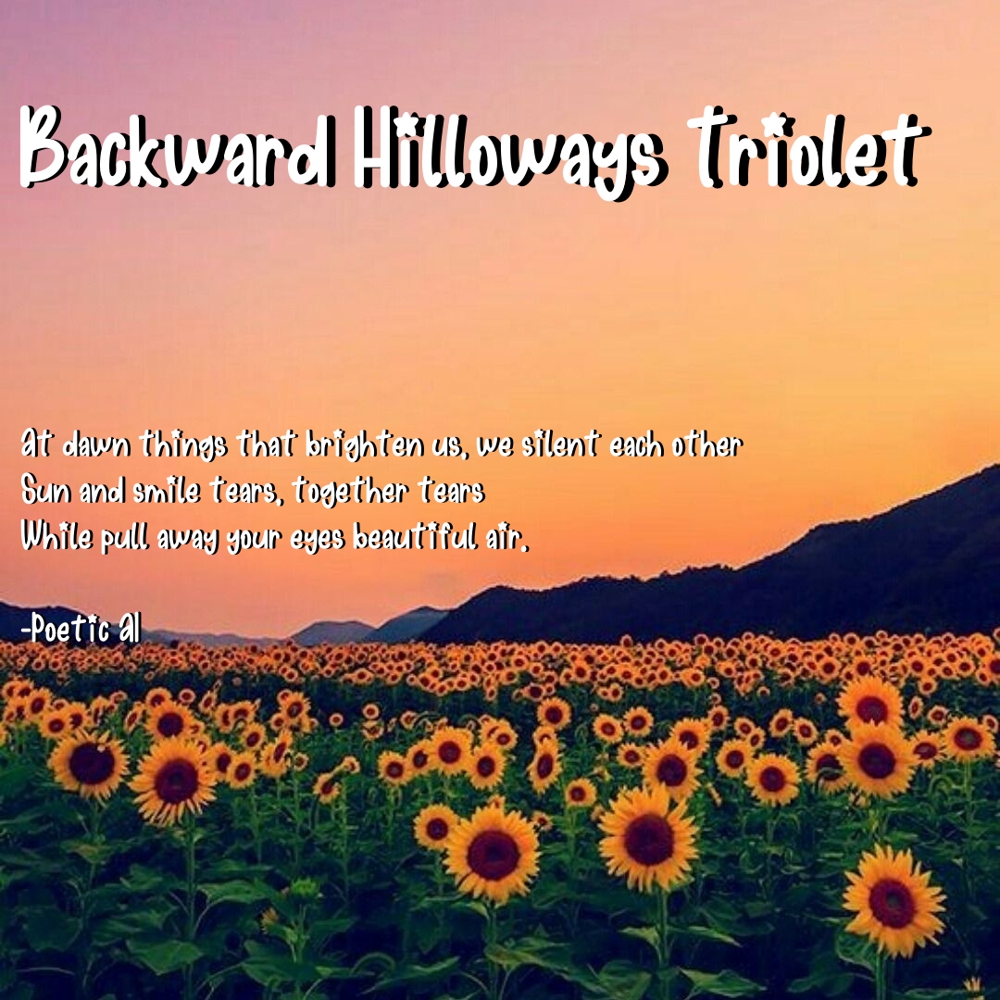 Backward Hilloways Triolet
At dawn things that brighten us, we silent each other
Sun and smile tears, together tears
While pull away your eyes beautiful air.
-Poetic AI